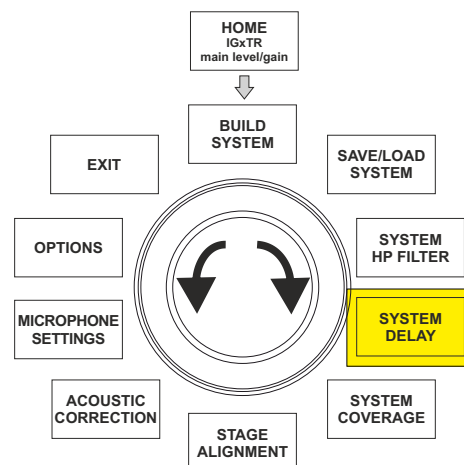 HOME
IGxTR
main level/gain
BUILD
SYSTEM
EXIT
SAVE/LOAD
SYSTEM
OPTIONS
SYSTEM
HP FILTER
MICROPHONE
SETTINGS
SYSTEM
DELAY
ACOUSTIC
CORRECTION
SYSTEM
COVERAGE
STAGE
ALIGNMENT